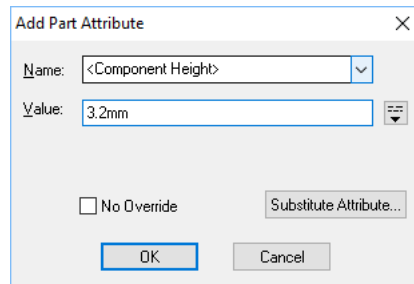 Add Part Attribute
Name: <Component Height>
Value: 3.2mm
No Override
Substitute Attribute...
OK
Cancel